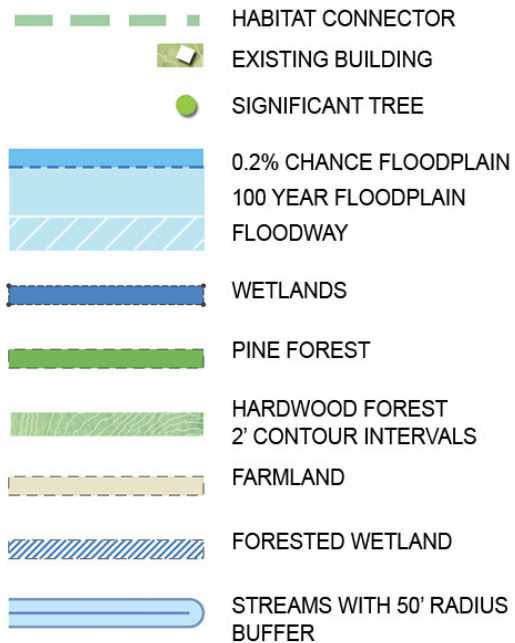 HABITAT CONNECTOR
EXISTING BUILDING
SIGNIFICANT TREE
0.2% CHANCE FLOODPLAIN
100 YEAR FLOODPLAIN
FLOODWAY
WETLANDS
PINE FOREST
HARDWOOD FOREST
2' CONTOUR INTERVALS
FARMLAND
FORESTED WETLAND
STREAMS WITH 50' RADIUS
BUFFER